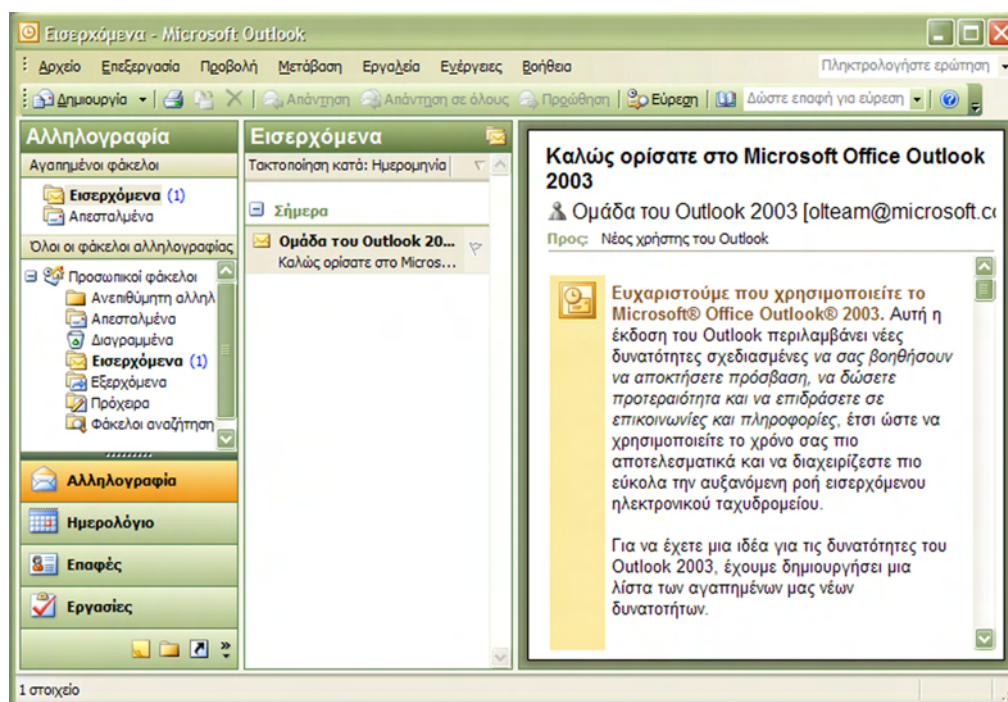 Εισερχόμενα - Microsoft Outlook
Αρχείο Επεξεργασία Προβολή Μετάβαση Εργαλεία Ενέργειες Βοήθεια Πληκτρολογήστε ερώτηση
Δημιουργία Απάντηση Απάντηση σε όλους Προώθηση Εύρεση Δώστε επαφή για εύρεση
Αλληλογραφία
Αγαπημένοι φάκελοι
Εισερχόμενα (1)
Απεσταλμένα
Όλοι οι φάκελοι αλληλογραφίας
Προσωπικοί φάκελοι
Ανεπιθύμητη αλληλ
Απεσταλμένα
Διαγραμμένα
Εισερχόμενα (1)
Εξερχόμενα
Πρόχειρα
Φάκελοι αναζήτηση
Αλληλογραφία
Ημερολόγιο
Επαφές
Εργασίες
Εισερχόμενα
Τακτοποίηση κατά: Ημερομηνία
Σήμερα
Ομάδα του Outlook 20...
Καλώς ορίσατε στο Micros...
Καλώς ορίσατε στο Microsoft Office Outlook
2003
Ομάδα του Outlook 2003 [olteam@microsoft.co
Προς: Νέος χρήστης του Outlook
Ευχαριστούμε που χρησιμοποιείτε το
Microsoft® Office Outlook® 2003. Αυτή η
έκδοση του Outlook περιλαμβάνει νέες
δυνατότητες σχεδιασμένες να σας βοηθήσουν
να αποκτήσετε πρόσβαση, να δώσετε
προτεραιότητα και να επιδράσετε σε
επικοινωνίες και πληροφορίες, έτσι ώστε να
χρησιμοποιείτε το χρόνο σας πιο
αποτελεσματικά και να διαχειρίζεστε πιο
εύκολα την αυξανόμενη ροή εισερχόμενου
ηλεκτρονικού ταχυδρομείου.
Για να έχετε μια ιδέα για τις δυνατότητες του
Outlook 2003, έχουμε δημιουργήσει μια
λίστα των αγαπημένων μας νέων
δυνατοτήτων.
1 στοιχείο